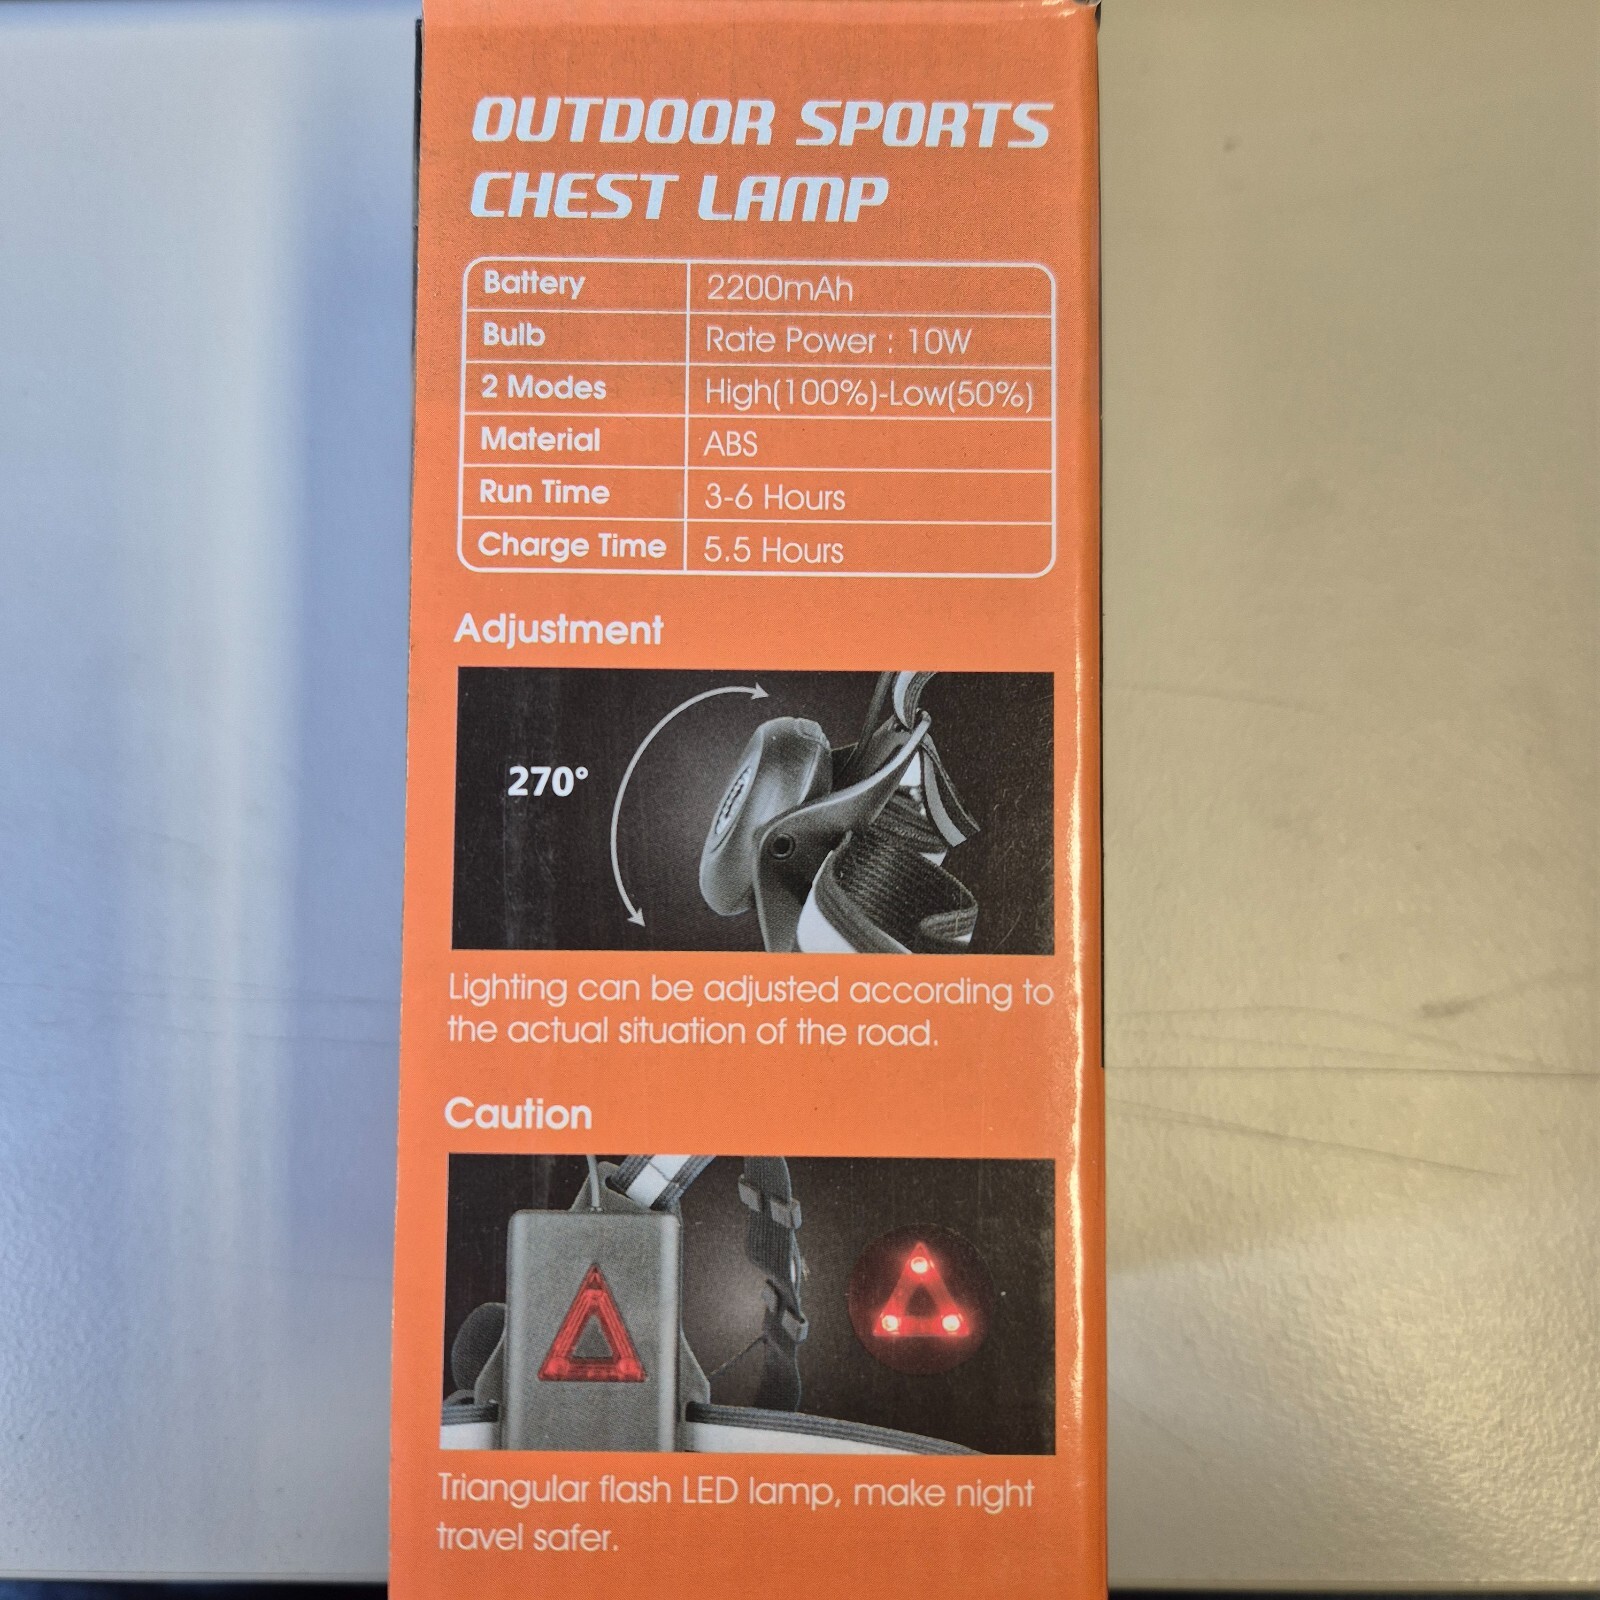 OUTDOOR SPORTS
CHEST LAMP
Battery 2200mAh
Bulb Rate Power : 10W
2 Modes High(100%)-Low(50%)
Material ABS
Run Time 3-6 Hours
Charge Time 5.5 Hours
Adjustment
270°
Lighting can be adjusted according to
the actual situation of the road.
Caution
Triangular flash LED lamp, make night
travel safer.